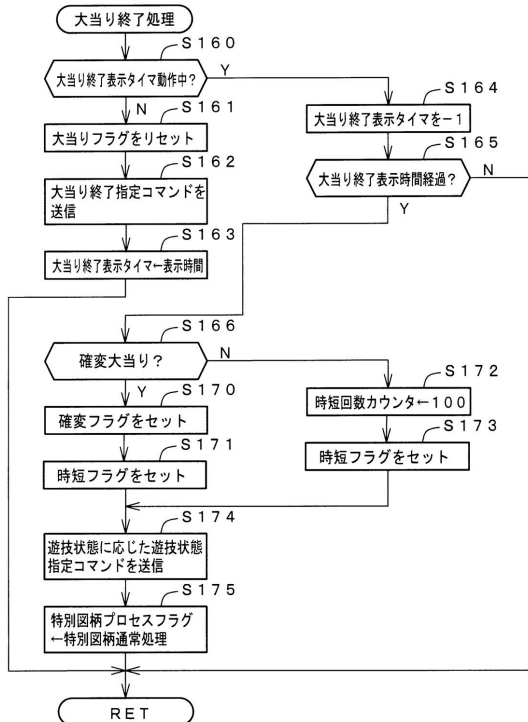 大当り終了処理
S160
大当り終了表示タイマ動作中?
Y
N
S161
大当りフラグをリセット
S162
大当り終了指定コマンドを
送信
S163
大当り終了表示タイマ←表示時間
S164
大当り終了表示タイマを−1
S165
大当り終了表示時間経過?
N
Y
S166
確変大当り?
N
Y
S170
確変フラグをセット
S171
時短フラグをセット
S172
時短回数カウンタ←100
S173
時短フラグをセット
S174
遊技状態に応じた遊技状態
指定コマンドを送信
S175
特別図柄プロセスフラグ
←特別図柄通常処理
RET